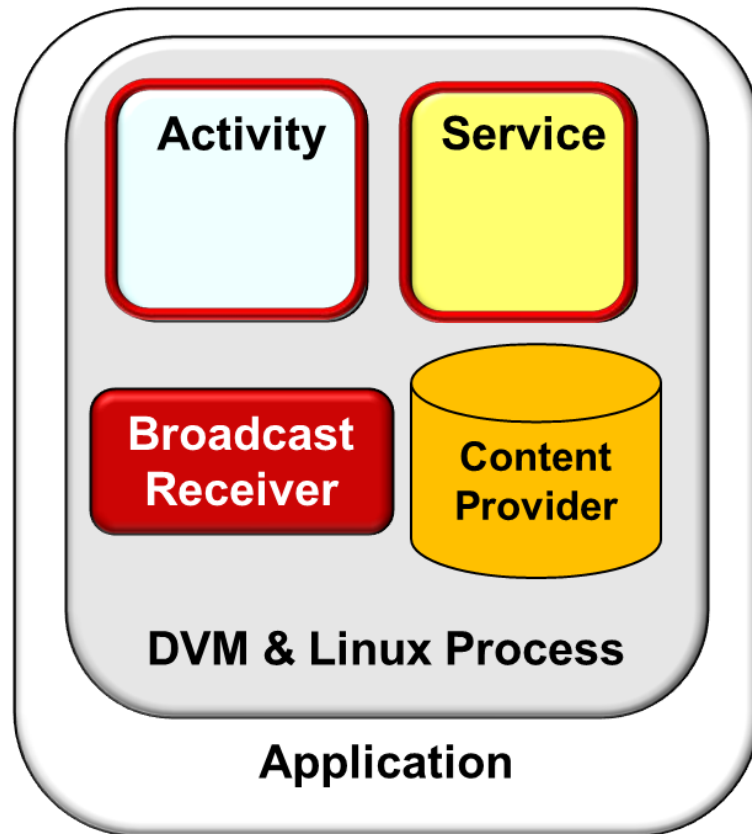 Activity
Service
Broadcast
Receiver
Content
Provider
DVM & Linux Process
Application